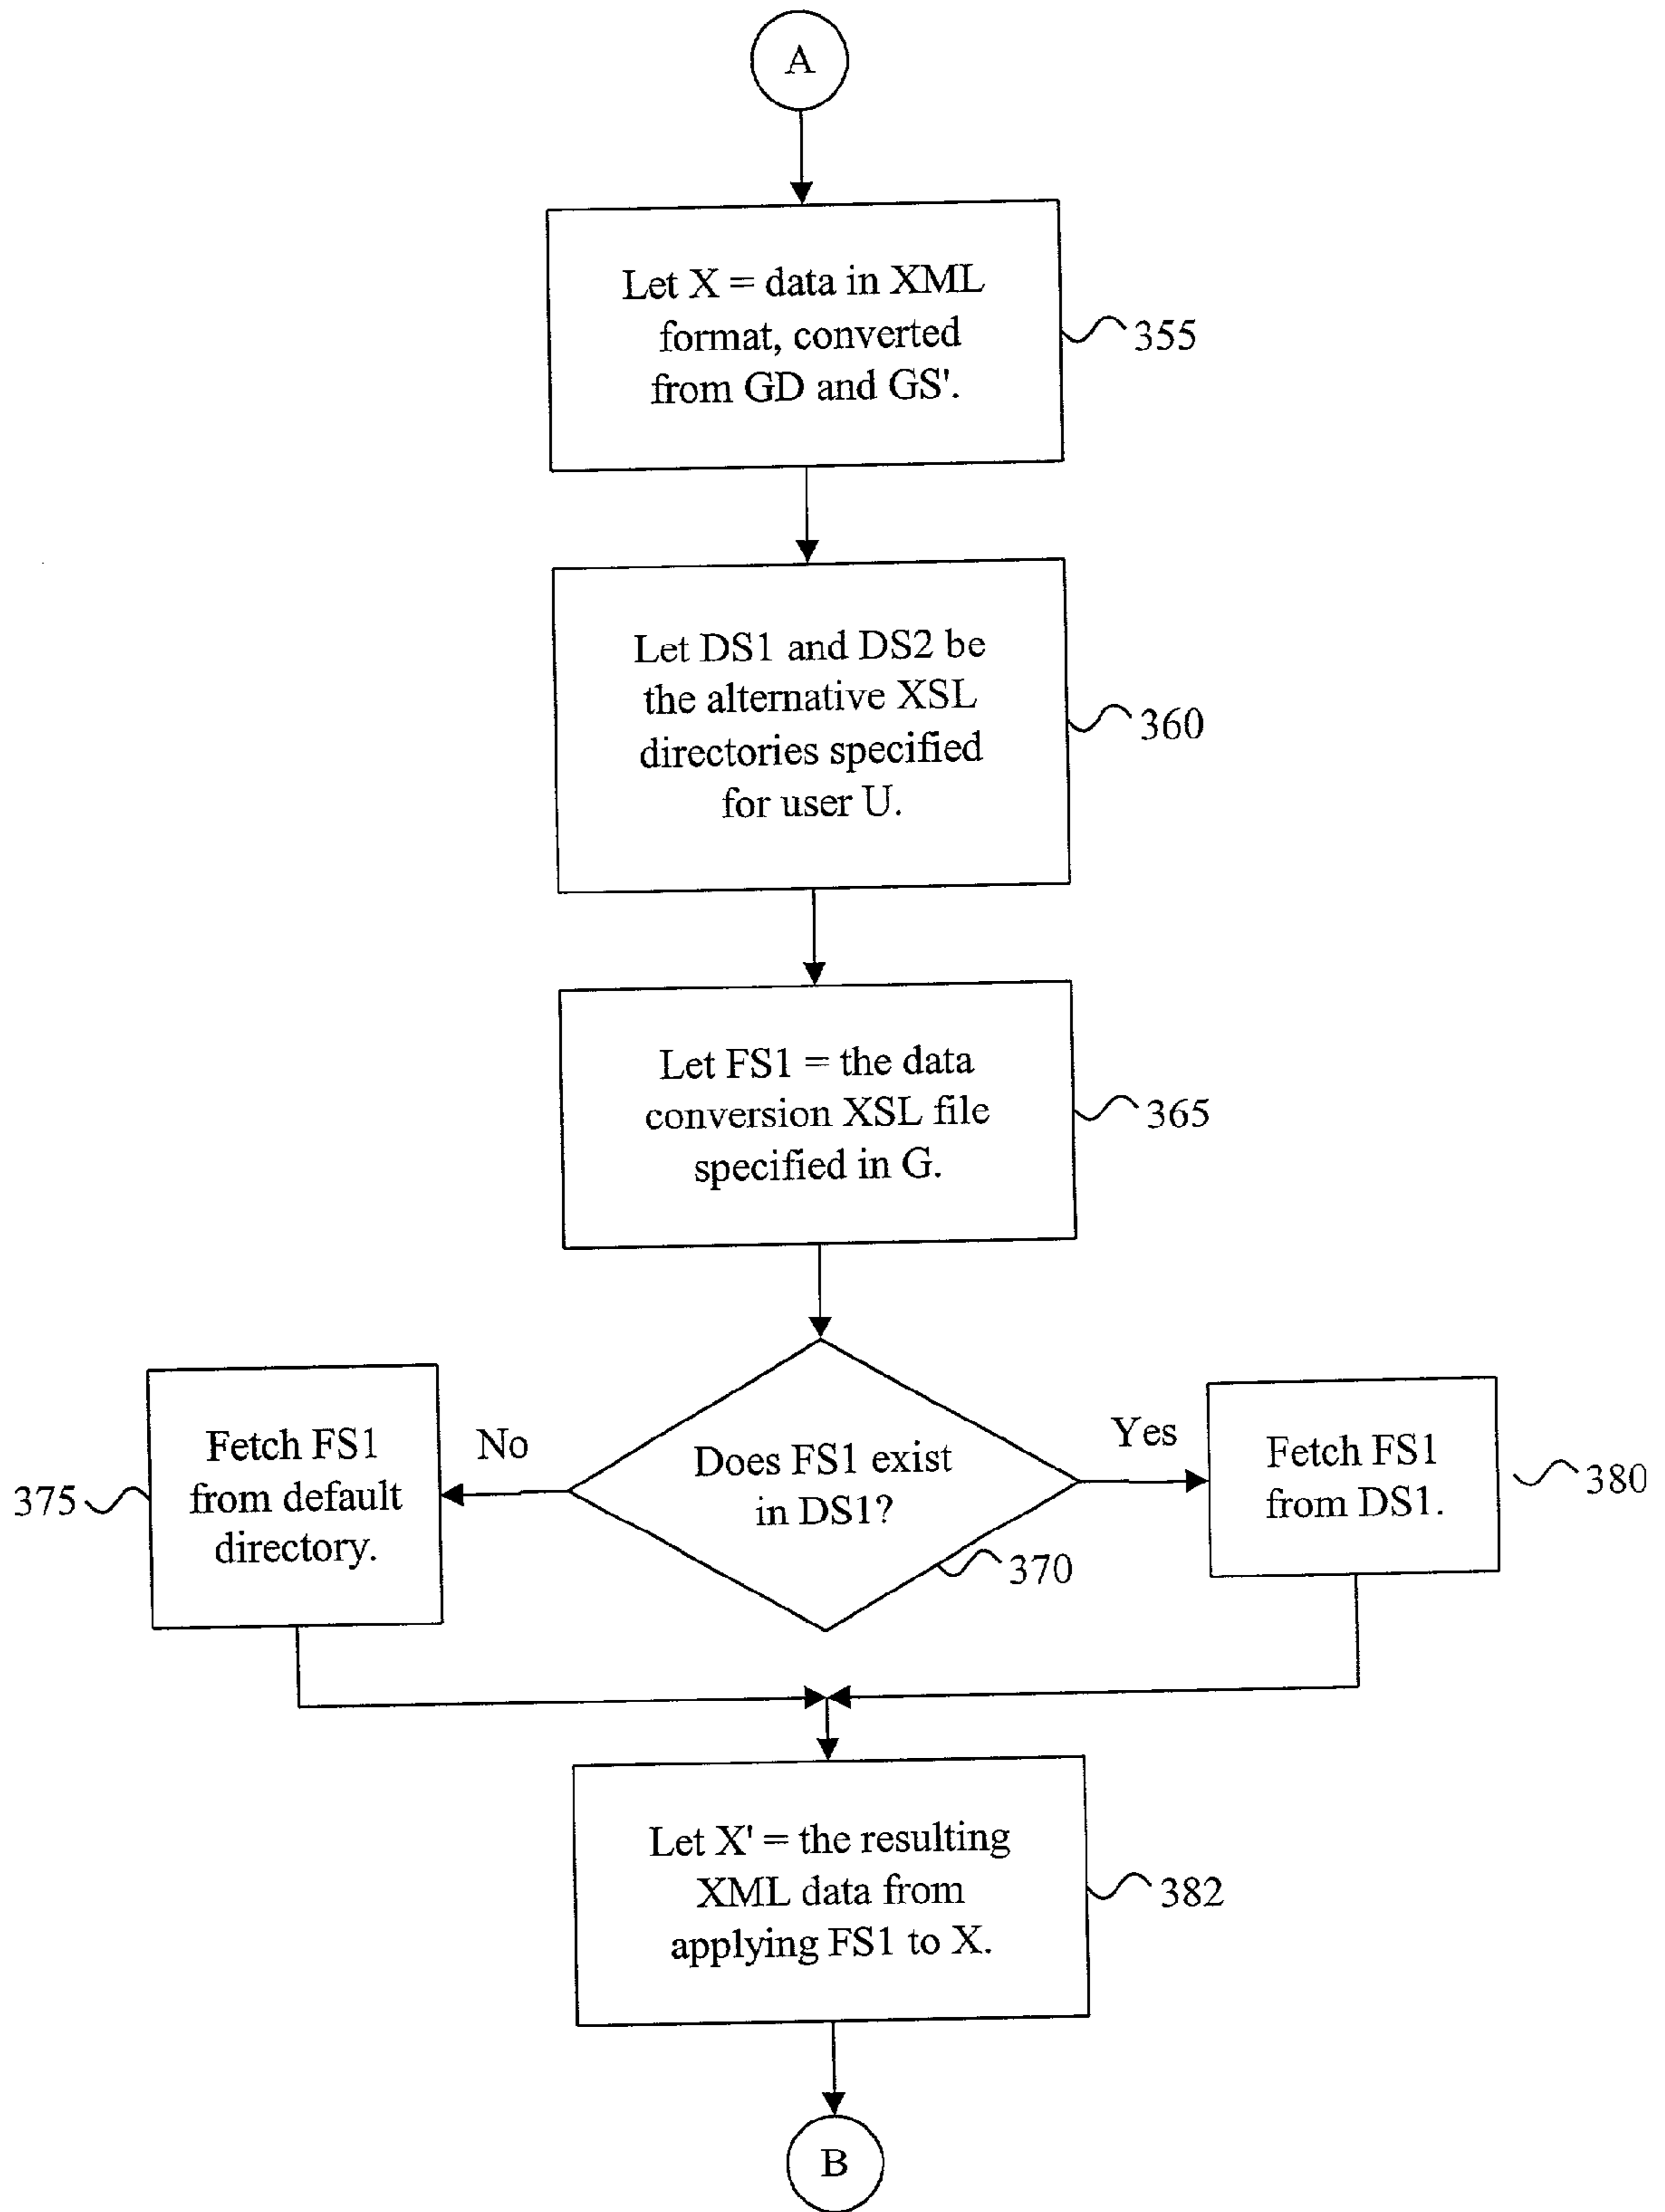 A
Let X = data in XML
format, converted
from GD and GS'.
355
Let DS1 and DS2 be
the alternative XSL
directories specified
for user U.
360
Let FS1 = the data
conversion XSL file
specified in G.
365
Does FS1 exist
in DS1?
370
No
Fetch FS1
from default
directory.
375
Yes
Fetch FS1
from DS1.
380
Let X' = the resulting
XML data from
applying FS1 to X.
382
B